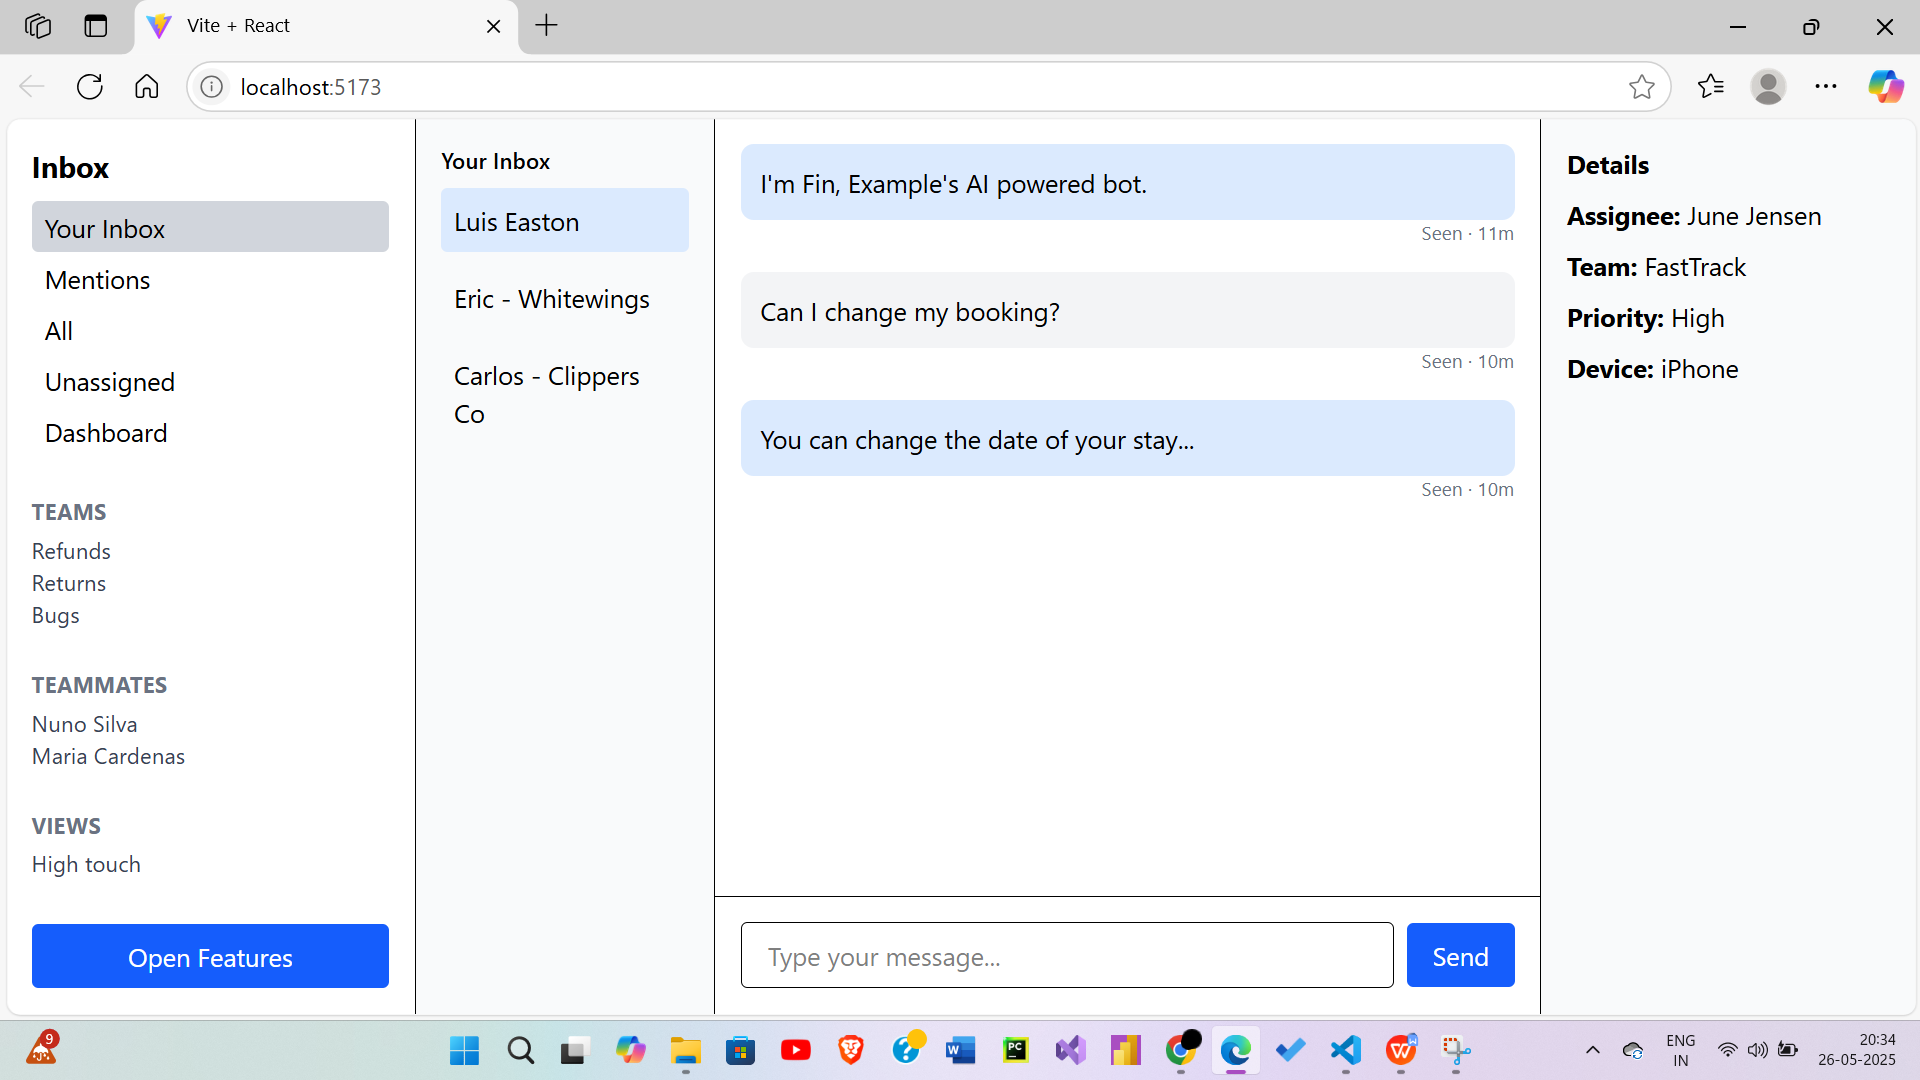 Vite + React
localhost:5173
Inbox
Your Inbox
Mentions
All
Unassigned
Dashboard
TEAMS
Refunds
Returns
Bugs
TEAMMATES
Nuno Silva
Maria Cardenas
VIEWS
High touch
Open Features
Your Inbox
Luis Easton
Eric - Whitewings
Carlos - Clippers
Co
I'm Fin, Example's AI powered bot.
Seen · 11m
Can I change my booking?
Seen · 10m
You can change the date of your stay...
Seen · 10m
Type your message...
Send
Details
Assignee: June Jensen
Team: FastTrack
Priority: High
Device: iPhone
9
W
PC
W
ENG
IN
20:34
26-05-2025